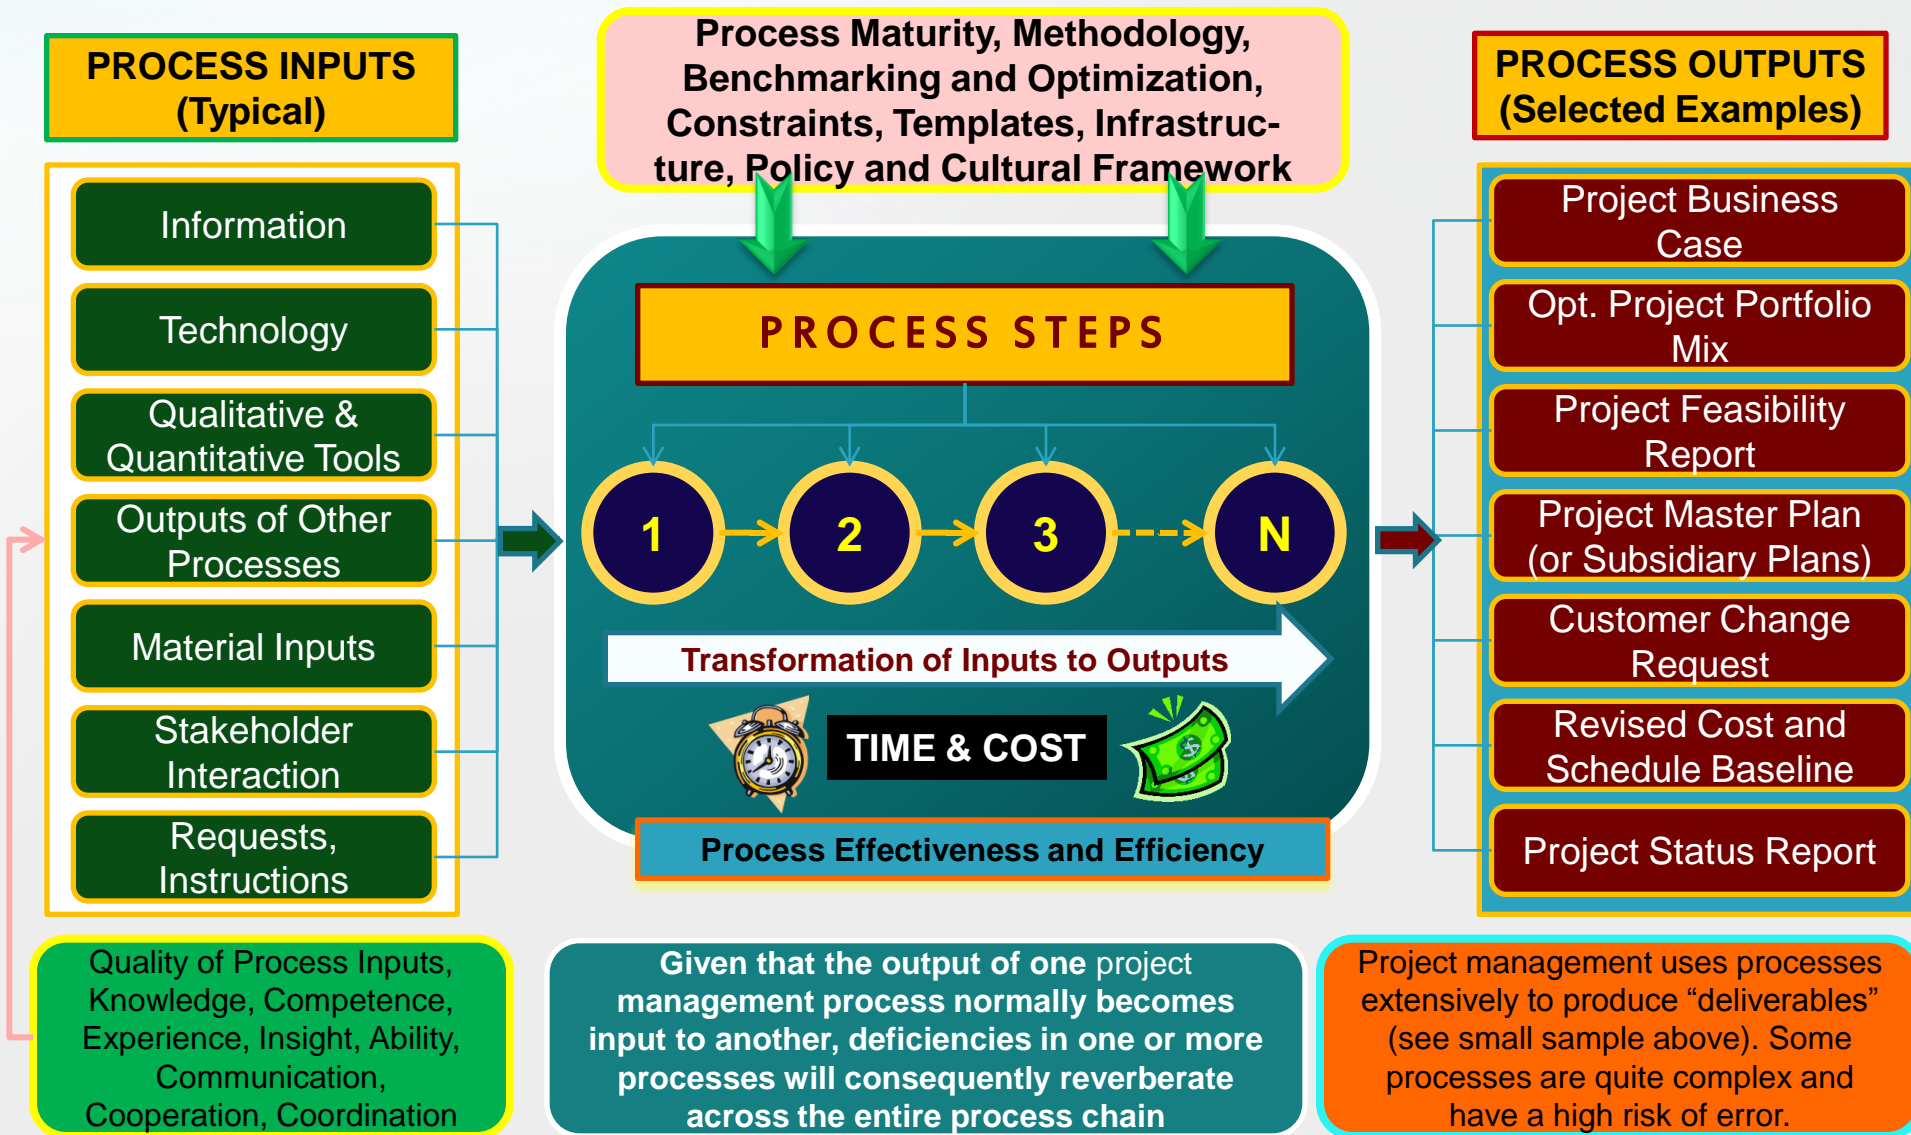 PROCESS INPUTS
(Typical)
Information
Technology
Qualitative &
Quantitative Tools
Outputs of Other
Processes
Material Inputs
Stakeholder
Interaction
Requests,
Instructions
Quality of Process Inputs,
Knowledge, Competence,
Experience, Insight, Ability,
Communication,
Cooperation, Coordination
Process Maturity, Methodology,
Benchmarking and Optimization,
Constraints, Templates, Infrastruc-
ture, Policy and Cultural Framework
PROCESS STEPS
1 2 3 N
Transformation of Inputs to Outputs
TIME & COST
Process Effectiveness and Efficiency
Given that the output of one project
management process normally becomes
input to another, deficiencies in one or more
processes will consequently reverberate
across the entire process chain
PROCESS OUTPUTS
(Selected Examples)
Project Business
Case
Opt. Project Portfolio
Mix
Project Feasibility
Report
Project Master Plan
(or Subsidiary Plans)
Customer Change
Request
Revised Cost and
Schedule Baseline
Project Status Report
Project management uses processes
extensively to produce “deliverables”
(see small sample above). Some
processes are quite complex and
have a high risk of error.